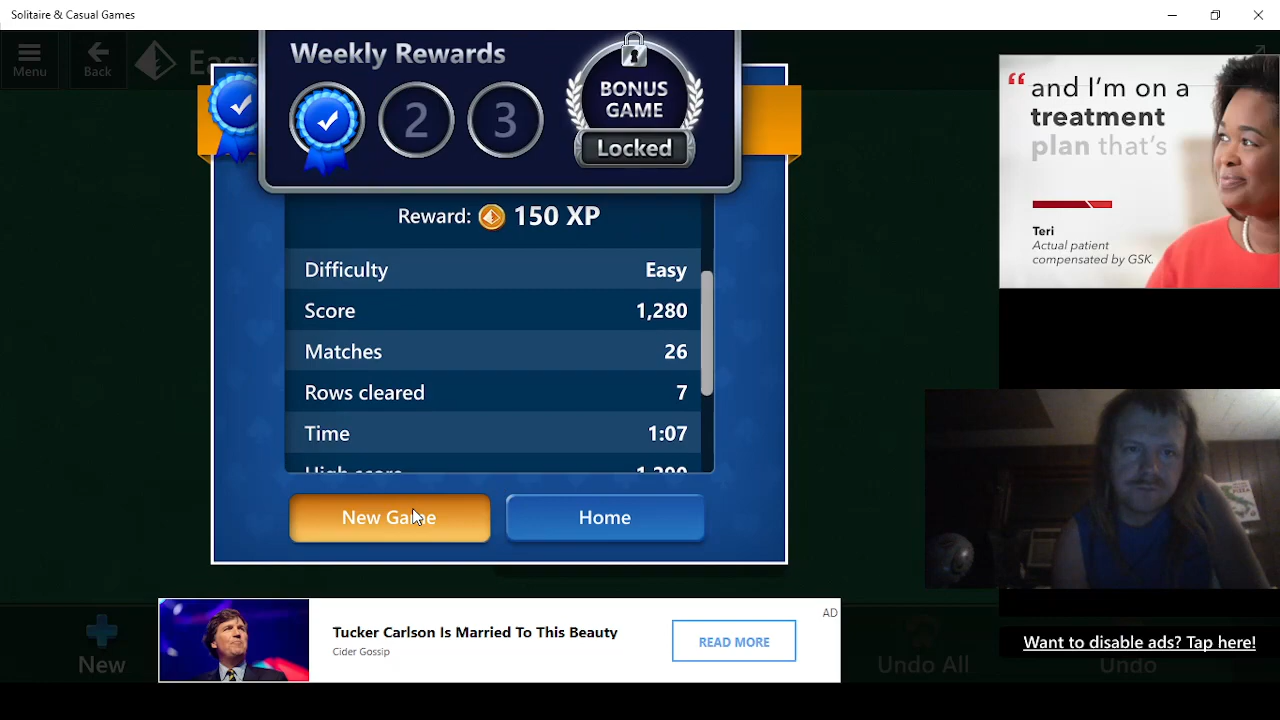 Solitaire & Casual Games
Menu
Back
Easy
Weekly Rewards
2
3
BONUS
GAME
Locked
Reward: 150 XP
Difficulty Easy
Score 1,280
Matches 26
Rows cleared 7
Time 1:07
High score
New Game
Home
“ and I’m on a
treatment
plan that’s
Teri
Actual patient
compensated by GSK.
Tucker Carlson Is Married To This Beauty
Cider Gossip
READ MORE
AD
Want to disable ads? Tap here!
New
Undo All
Undo